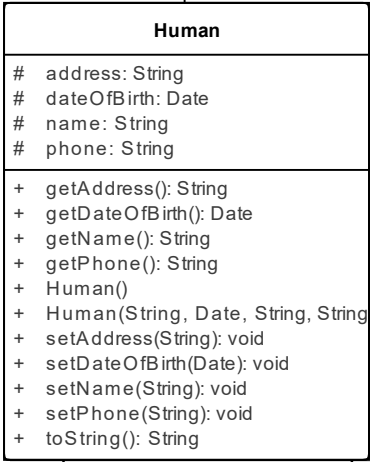 Human
# address: String
# dateOfBirth: Date
# name: String
# phone: String
+ getAddress(): String
+ getDateOfBirth(): Date
+ getName(): String
+ getPhone(): String
+ Human()
+ Human(String, Date, String, String
+ setAddress(String): void
+ setDateOfBirth(Date): void
+ setName(String): void
+ setPhone(String): void
+ toString(): String